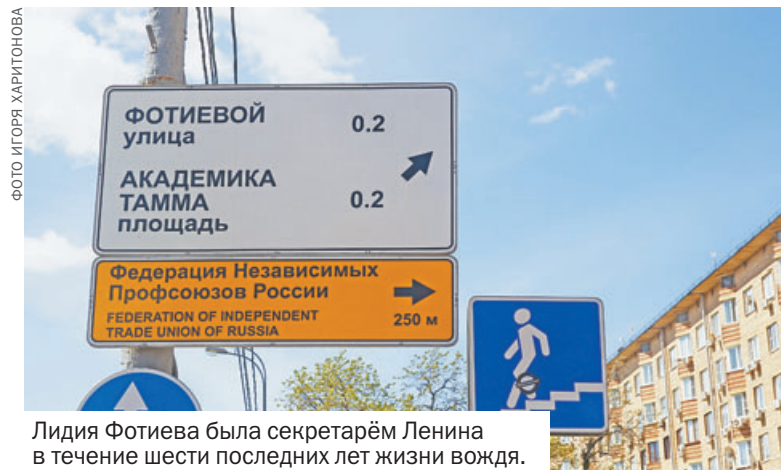 ФОТО ИГОРЯ ХАРИТОНОВА
ФОТИЕВОЙ
улица 0.2
АКАДЕМИКА
ТАММА 0.2
площадь
Федерация Независимых
Профсоюзов России
FEDERATION OF INDEPENDENT
TRADE UNION OF RUSSIA
250 м
Лидия Фотиева была секретарём Ленина
в течение шести последних лет жизни вождя.